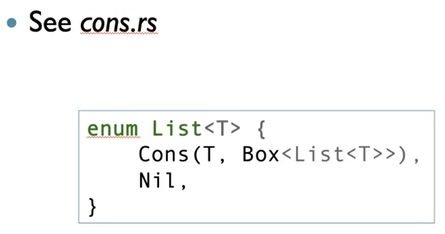 • See cons.rs
enum List<T> {
    Cons(T, Box<List<T>>),
    Nil,
}